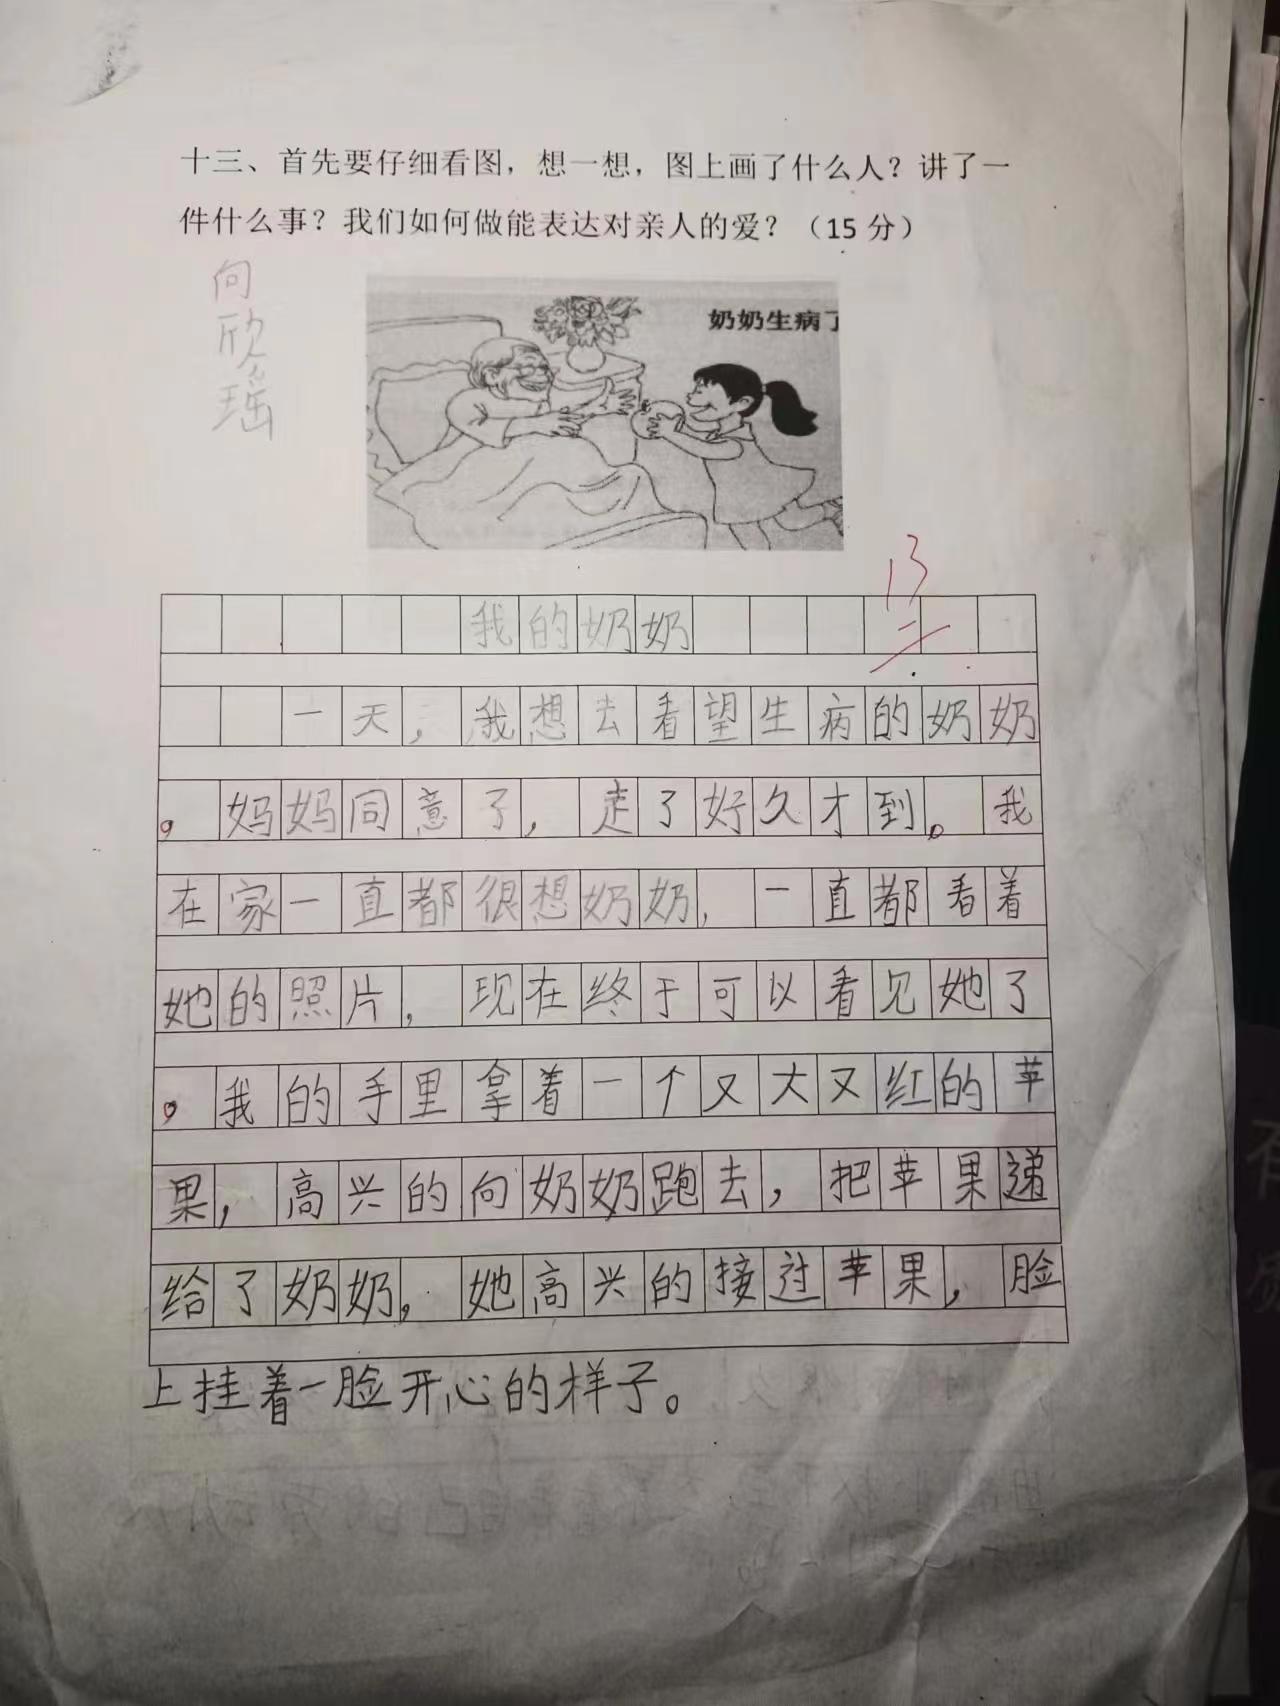 十三、首先要仔细看图，想一想，图上画了什么人？讲了一
件什么事？我们如何做能表达对亲人的爱？（15 分）
向欣瑶
奶奶生病了
13
我的奶奶
一天，我想去看望生病的奶奶
。妈妈同意了，走了好久才到。我
在家一直都很想奶奶，一直都看着
她的照片，现在终于可以看见她了
。我的手里拿着一个又大又红的苹
果，高兴的向奶奶跑去，把苹果递
给了奶奶，她高兴的接过苹果，脸
上挂着一脸开心的样子。